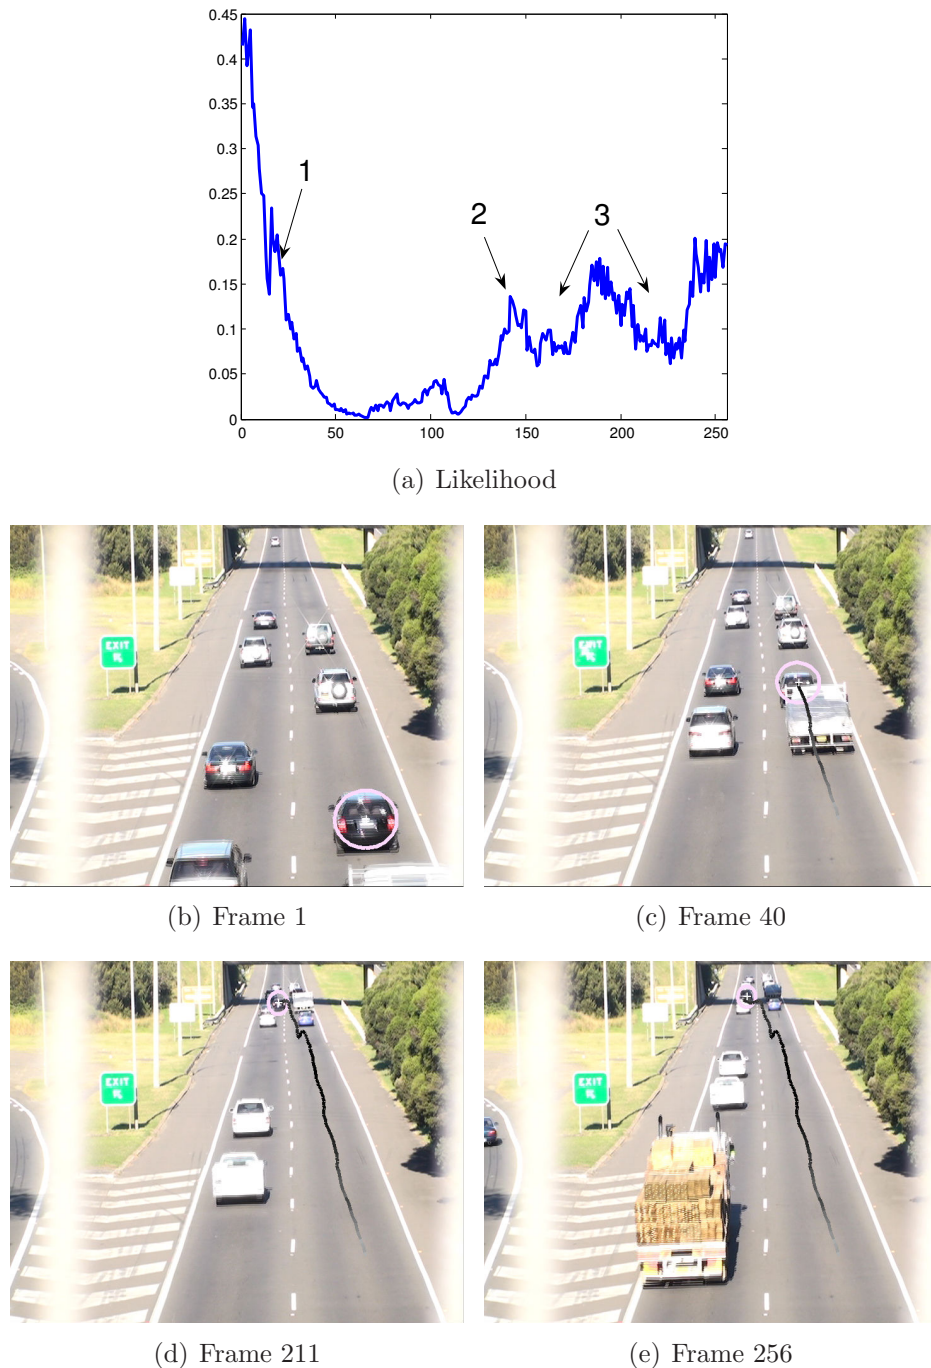 0.45
0.4
0.35
0.3
0.25
0.2
0.15
0.1
0.05
0
1
2
3
0 50 100 150 200 250
(a) Likelihood
EXIT
EXIT
(b) Frame 1
(c) Frame 40
EXIT
EXIT
(d) Frame 211
(e) Frame 256